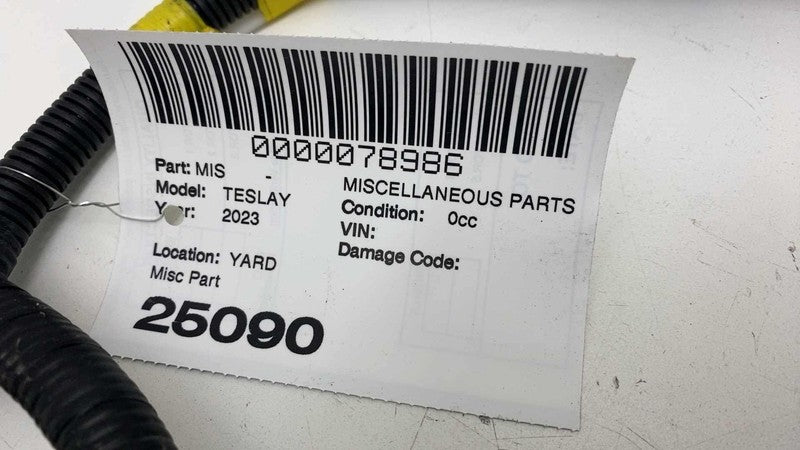 0000078986
Part: MIS - MISCELLANEOUS PARTS
Model: TESLAY Condition: 0cc
Year: 2023 VIN:
Location: YARD Damage Code:
Misc Part
25090